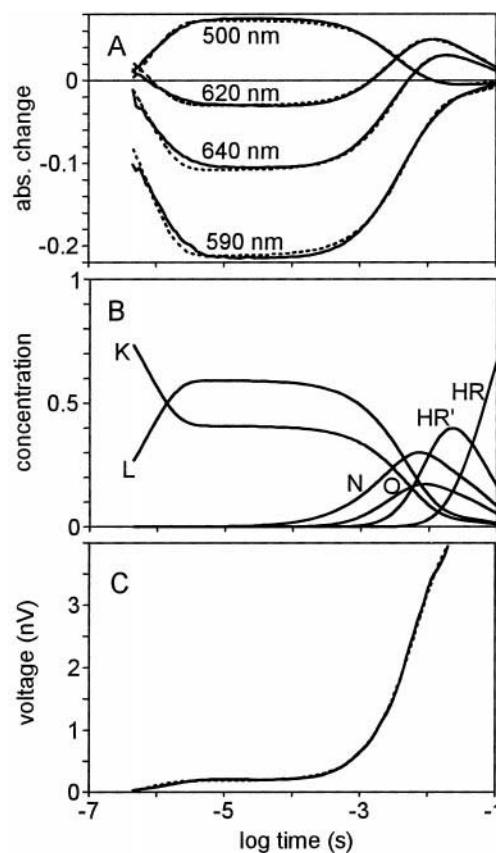 A
500 nm
0
620 nm
abs. change
-0.1
640 nm
-0.2
590 nm
1
B
K
concentration
0.5
HR
HR'
L
N
O
0
C
3
voltage (nV)
2
1
0
-7
-5
-3
-1
log time (s)